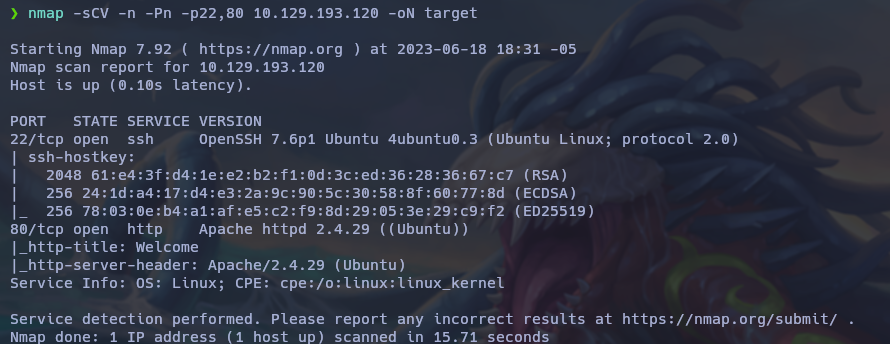 ❯ nmap -sCV -n -Pn -p22,80 10.129.193.120 -oN target
Starting Nmap 7.92 ( https://nmap.org ) at 2023-06-18 18:31 -05
Nmap scan report for 10.129.193.120
Host is up (0.10s latency).
PORT   STATE SERVICE VERSION
22/tcp open  ssh     OpenSSH 7.6p1 Ubuntu 4ubuntu0.3 (Ubuntu Linux; protocol 2.0)
| ssh-hostkey:
|   2048 61:e4:3f:d4:1e:e2:b2:f1:0d:3c:ed:36:28:36:67:c7 (RSA)
|   256 24:1d:a4:17:d4:e3:2a:9c:90:5c:30:58:8f:60:77:8d (ECDSA)
|_  256 78:03:0e:b4:a1:af:e5:c2:f9:8d:29:05:3e:29:c9:f2 (ED25519)
80/tcp open  http    Apache httpd 2.4.29 ((Ubuntu))
|_http-title: Welcome
|_http-server-header: Apache/2.4.29 (Ubuntu)
Service Info: OS: Linux; CPE: cpe:/o:linux:linux_kernel
Service detection performed. Please report any incorrect results at https://nmap.org/submit/ .
Nmap done: 1 IP address (1 host up) scanned in 15.71 seconds